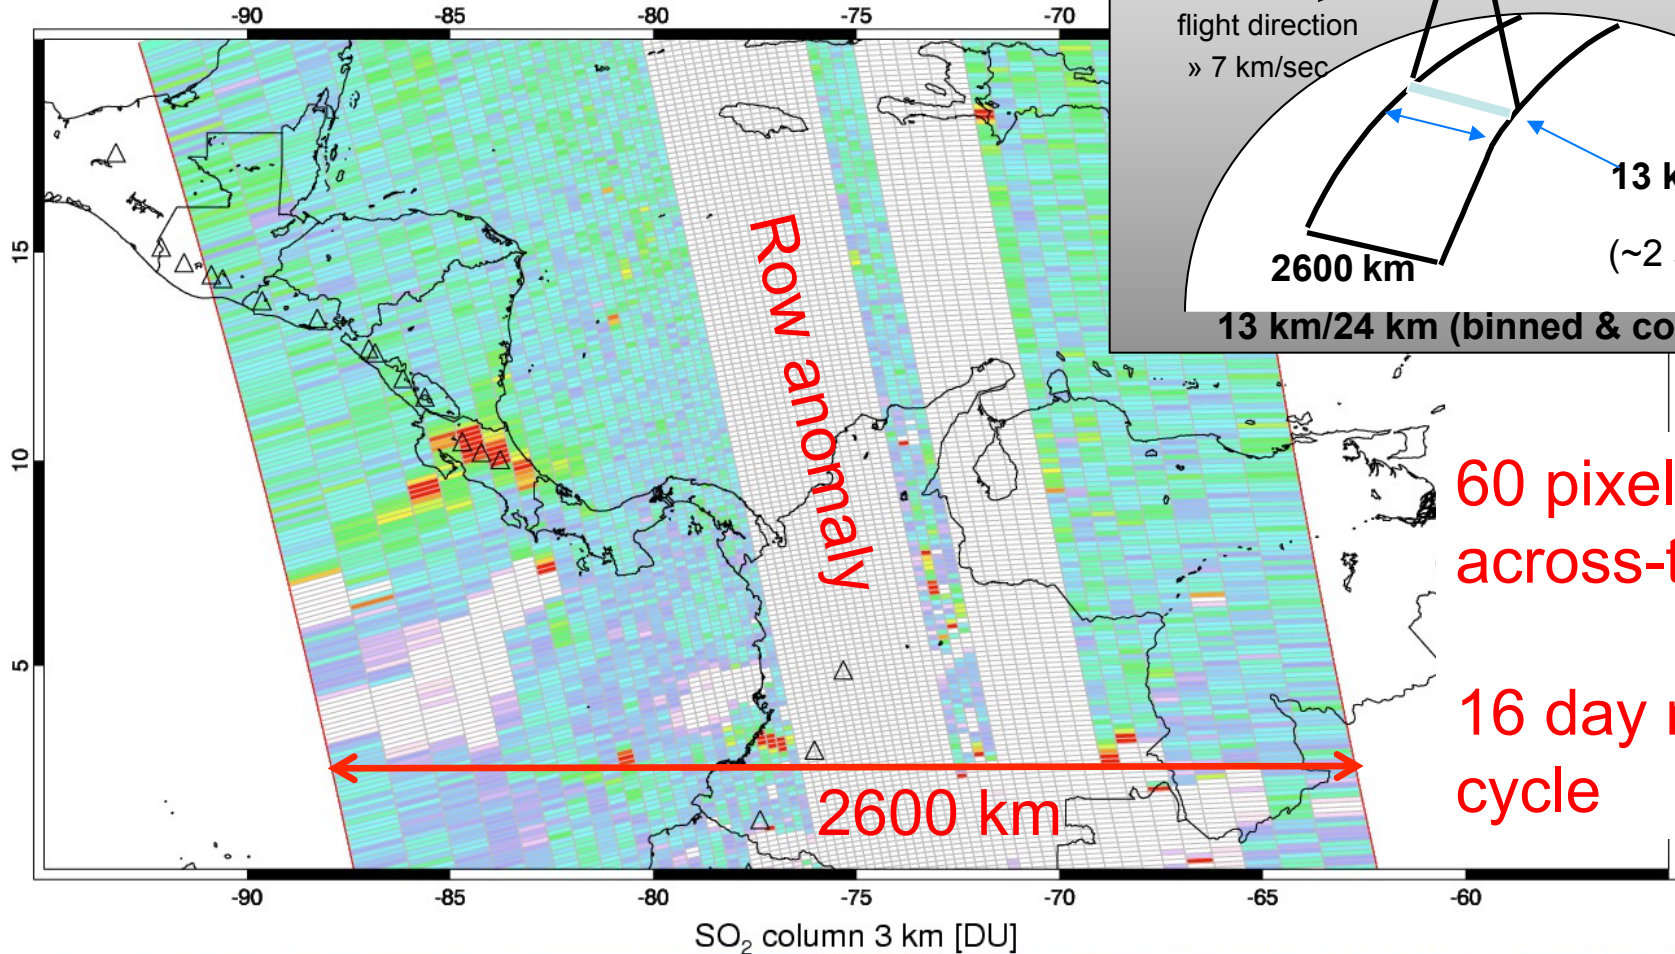 -90 -85 -80 -75 -70
flight direction
» 7 km/sec
13 k
(~2
2600 km
13 km/24 km (binned & co
15
10
5
Row anomaly
60 pixel
across-t
16 day
cycle
2600 km
-90 -85 -80 -75 -70 -65 -60
SO₂ column 3 km [DU]